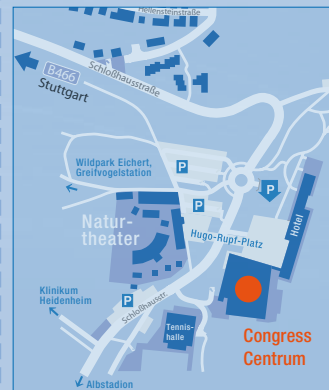 Hellensteinstraße
Schloßhausstraße
B466
Stuttgart
Wildpark Eichert,
Greifvogelstation
P
P
P
Natur-
theater
Hugo-Rupf-Platz
Hotel
Klinikum
Heidenheim
P
Schloßhausstr.
Tennis-
halle
Congress
Centrum
Albstadion